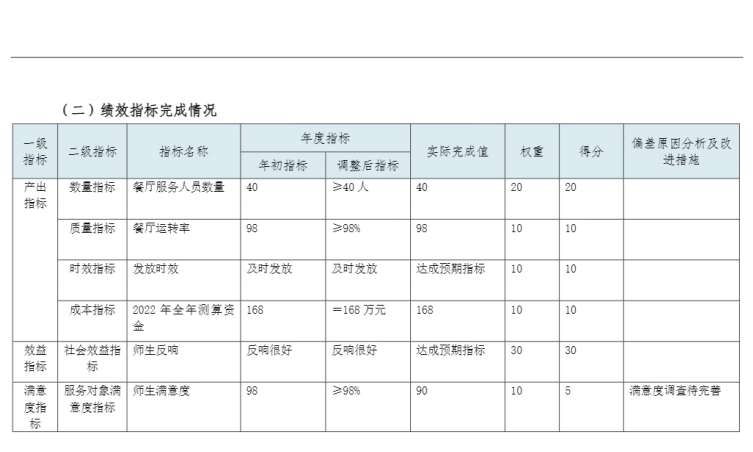 （二）绩效指标完成情况
一级指标 二级指标 指标名称 年度指标 实际完成值 权重 得分 偏差原因分析及改进措施
年初指标 调整后指标
产出指标 数量指标 餐厅服务人员数量 40 ≥40人 40 20 20
质量指标 餐厅运转率 98 ≥98% 98 10 10
时效指标 发放时效 及时发放 及时发放 达成预期指标 10 10
成本指标 2022年全年测算资金 168 ＝168万元 168 10 10
效益指标 社会效益指标 师生反响 反响很好 反响很好 达成预期指标 30 30
满意度指标 服务对象满意度指标 师生满意度 98 ≥98% 90 10 5 满意度调查待完善